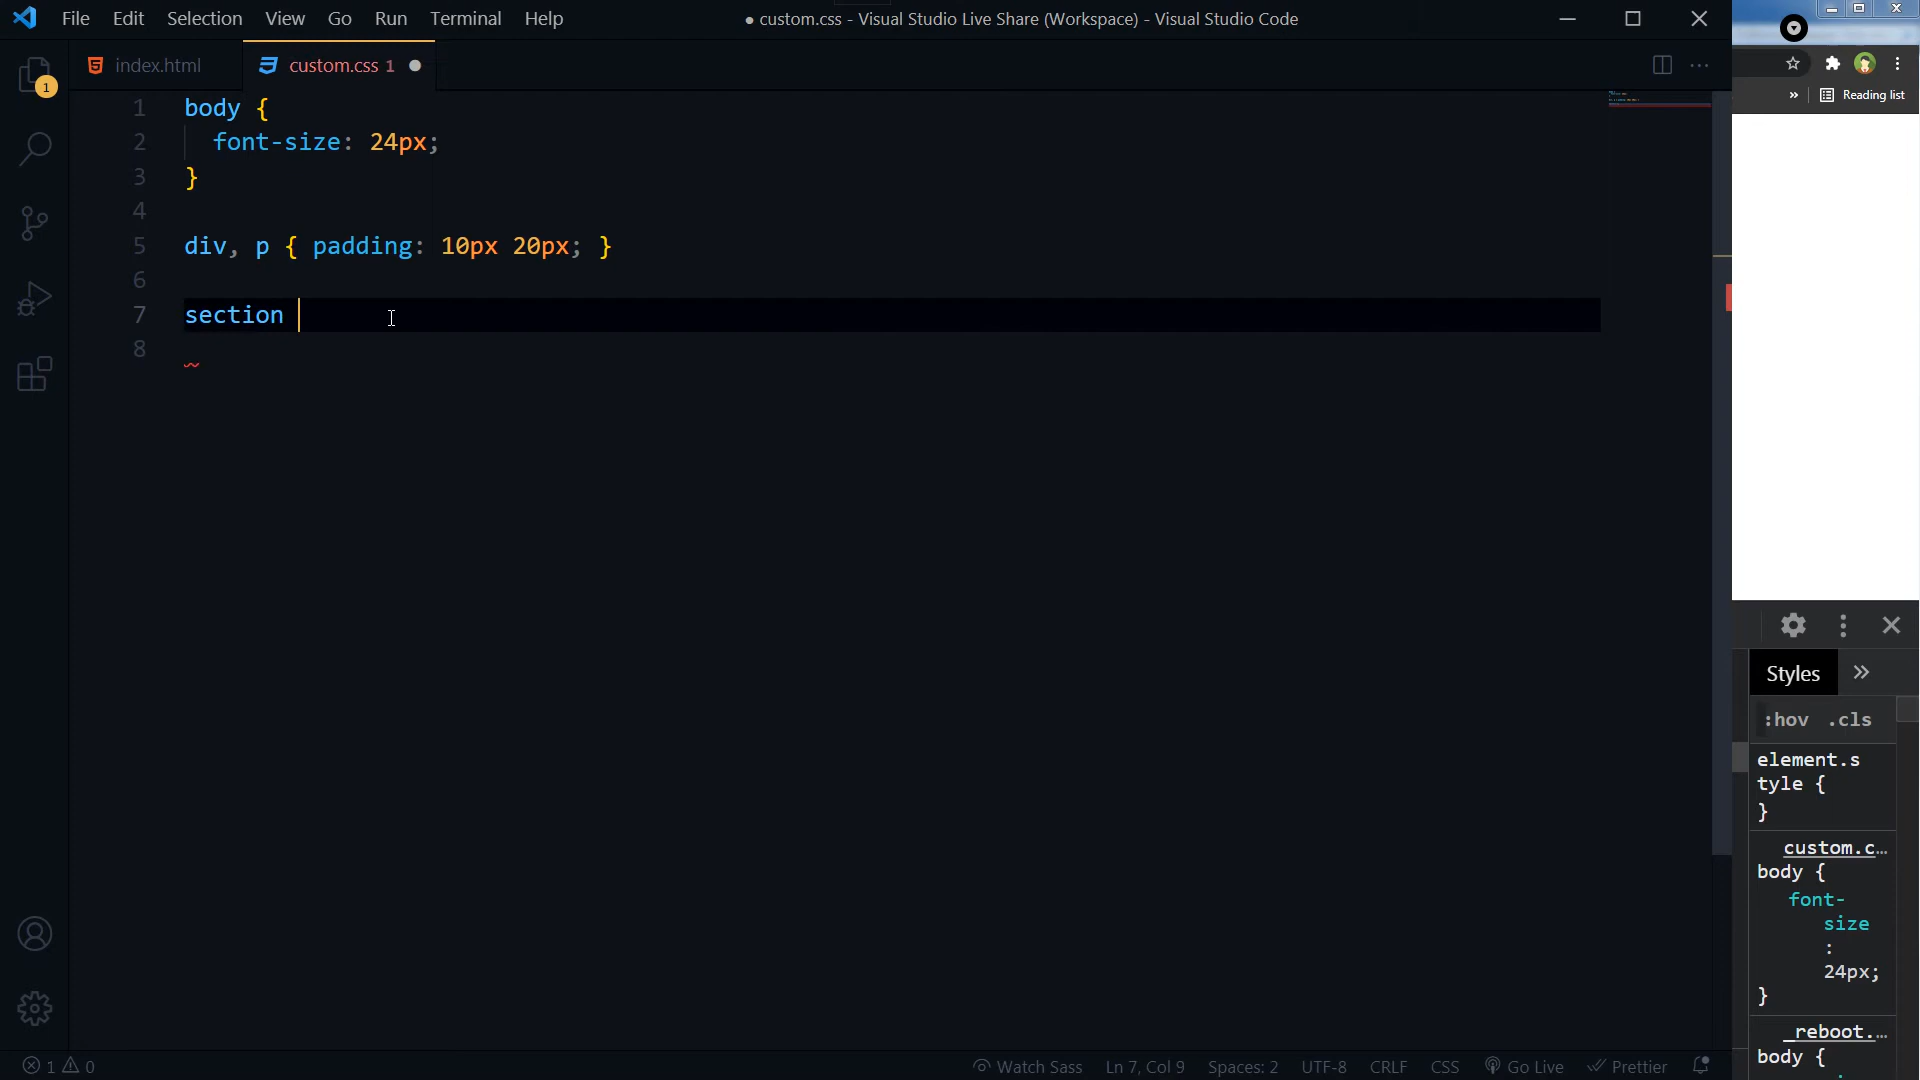 File Edit Selection View Go Run Terminal Help
● custom.css - Visual Studio Live Share (Workspace) - Visual Studio Code
index.html
custom.css 1
1
1 body {
2 font-size: 24px;
3 }
4
5 div, p { padding: 10px 20px; }
6
7 section
8
Reading list
Styles
:hov .cls
element.s
tyle {
}
custom.c…
body {
font-
size
:
24px;
}
_reboot.…
body {
1 0
Watch Sass
Ln 7, Col 9
Spaces: 2
UTF-8
CRLF
CSS
Go Live
Prettier